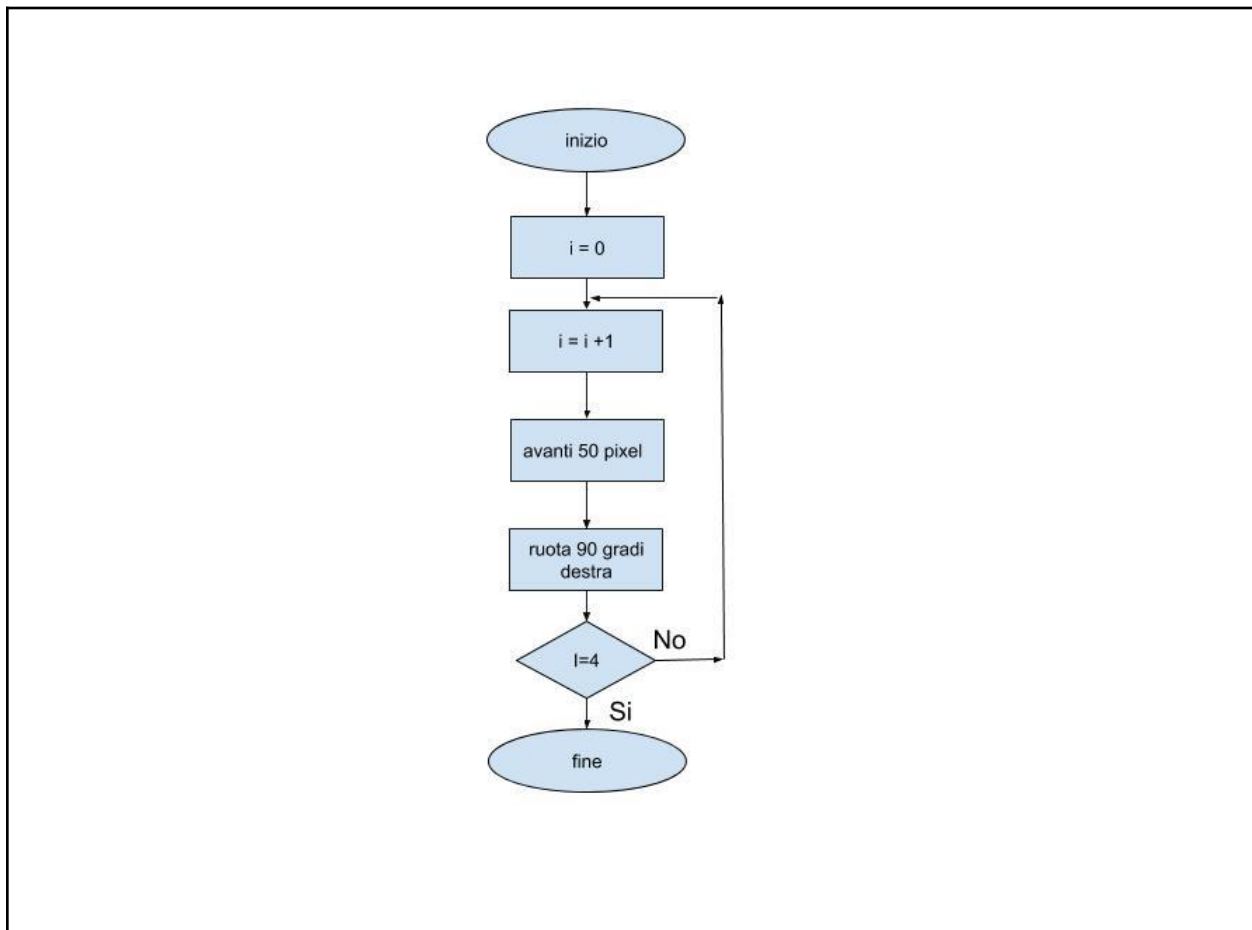 inizio
i = 0
i = i +1
avanti 50 pixel
ruota 90 gradi
destra
I=4
No
Si
fine